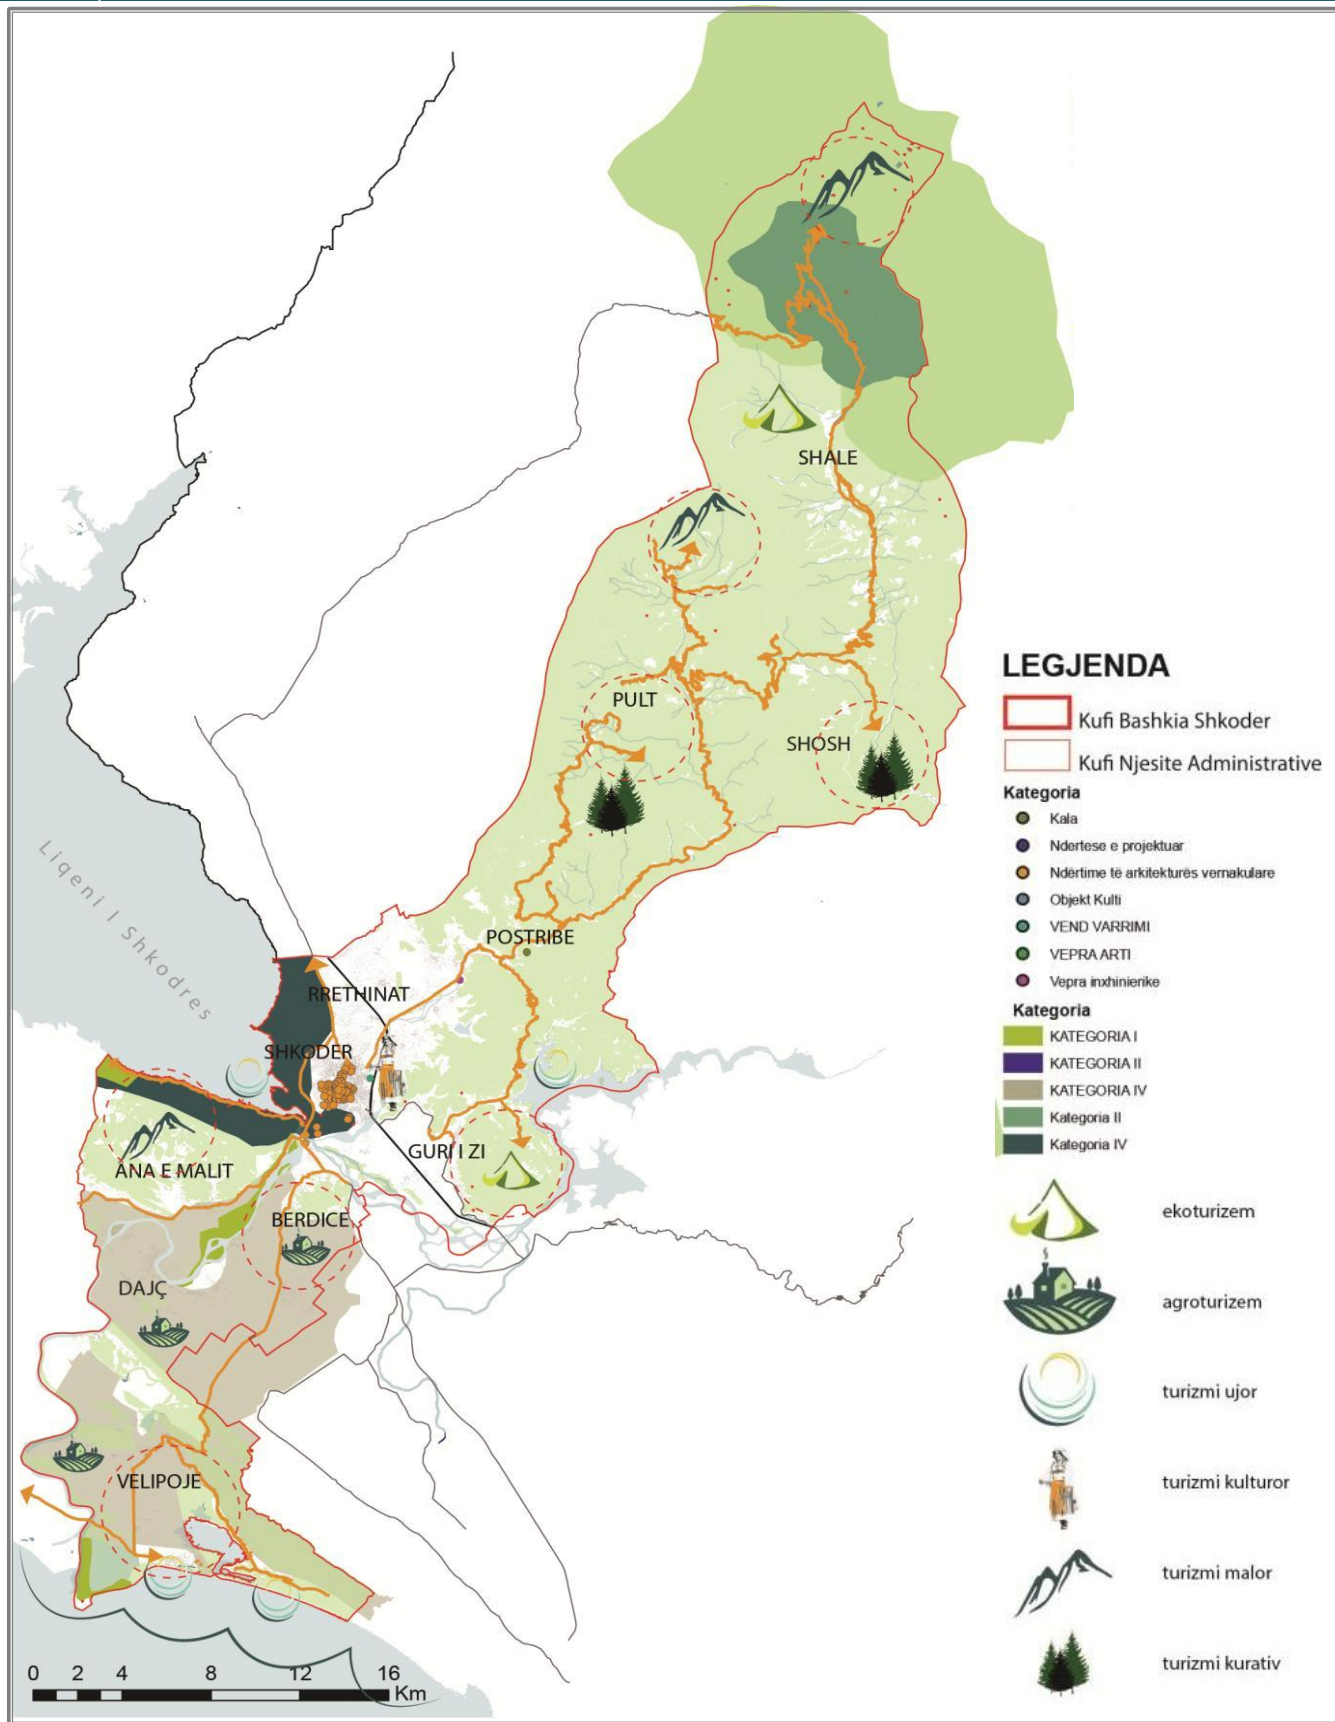 SHALE
PULT
SHOSH
POSTRIBE
RRETHINAT
SHKODER
GURI I ZI
ANA E MALIT
BERDICE
DAJÇ
VELIPOJE
Liqeni I Shkodres
0 2 4 8 12 16
Km
LEGJENDA
Kufi Bashkia Shkoder
Kufi Njesite Administrative
Kategoria
Kala
Ndertese e projektuar
Ndërtime të arkitekturës vernakulare
Objekt Kulti
VEND VARRIMI
VEPRA ARTI
Vepra inxhinierike
Kategoria
KATEGORIA I
KATEGORIA II
KATEGORIA IV
Kategoria II
Kategoria IV
ekoturizem
agroturizem
turizmi ujor
turizmi kulturor
turizmi malor
turizmi kurativ